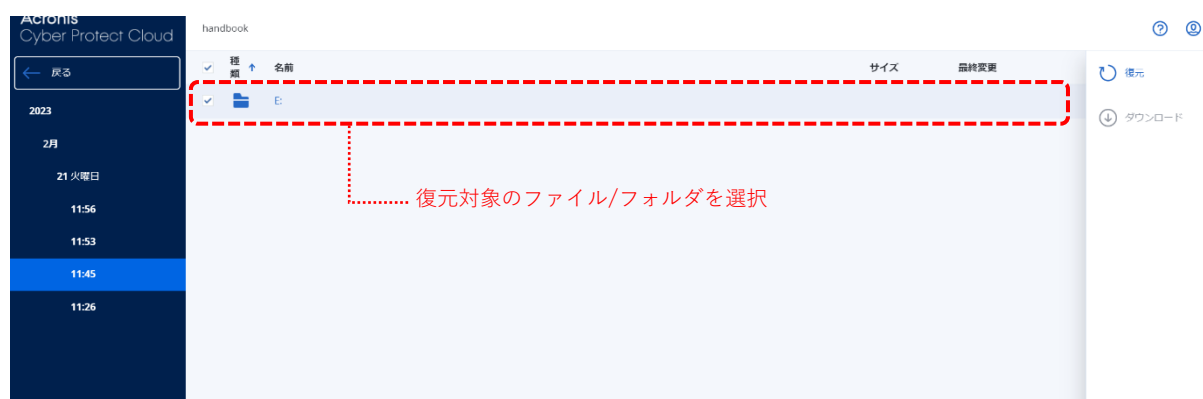 Acronis
Cyber Protect Cloud
handbook
戻る
種類 名前 サイズ 最終変更
復元
E:
ダウンロード
2023
2月
21 火曜日
11:56
11:53
11:45
11:26
復元対象のファイル/フォルダを選択